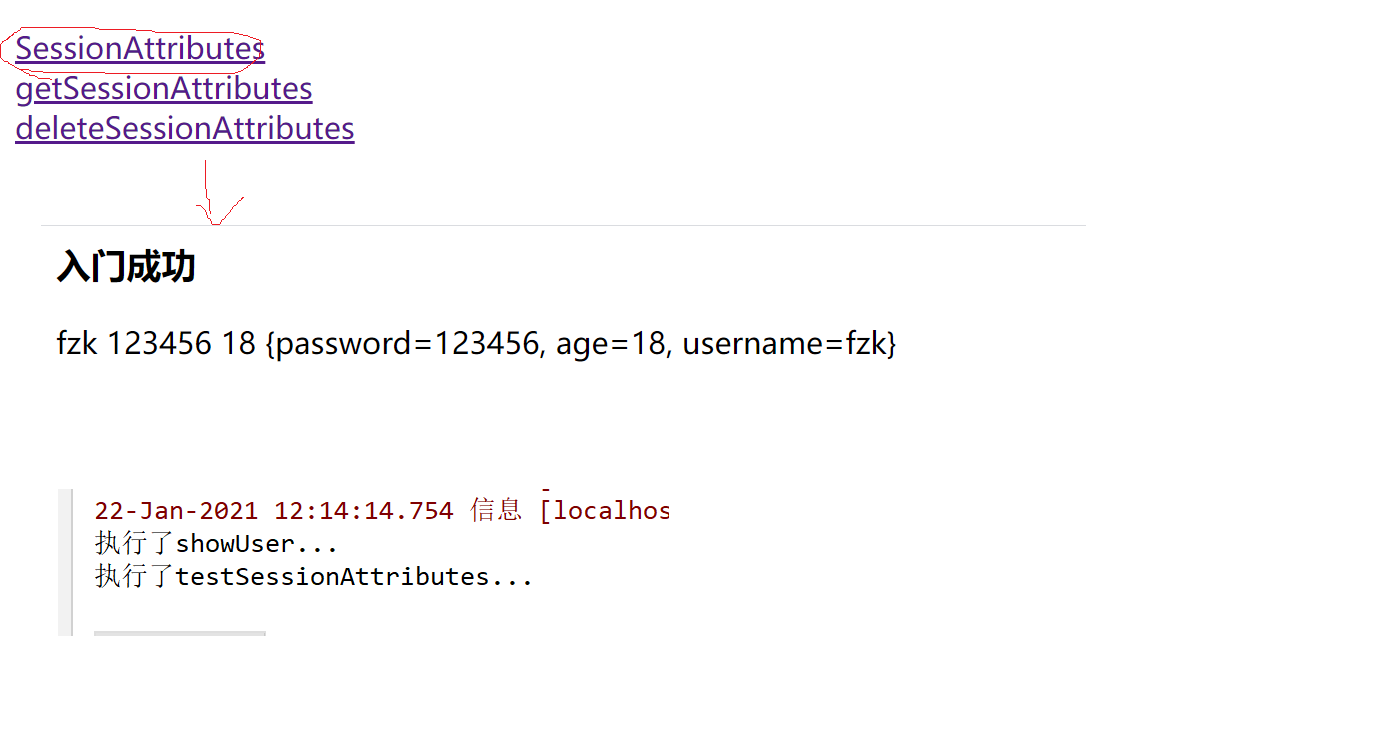 SessionAttributes
getSessionAttributes
deleteSessionAttributes
入门成功
fzk 123456 18 {password=123456, age=18, username=fzk}
22-Jan-2021 12:14:14.754 信息 [localhos
执行了showUser...
执行了testSessionAttributes...